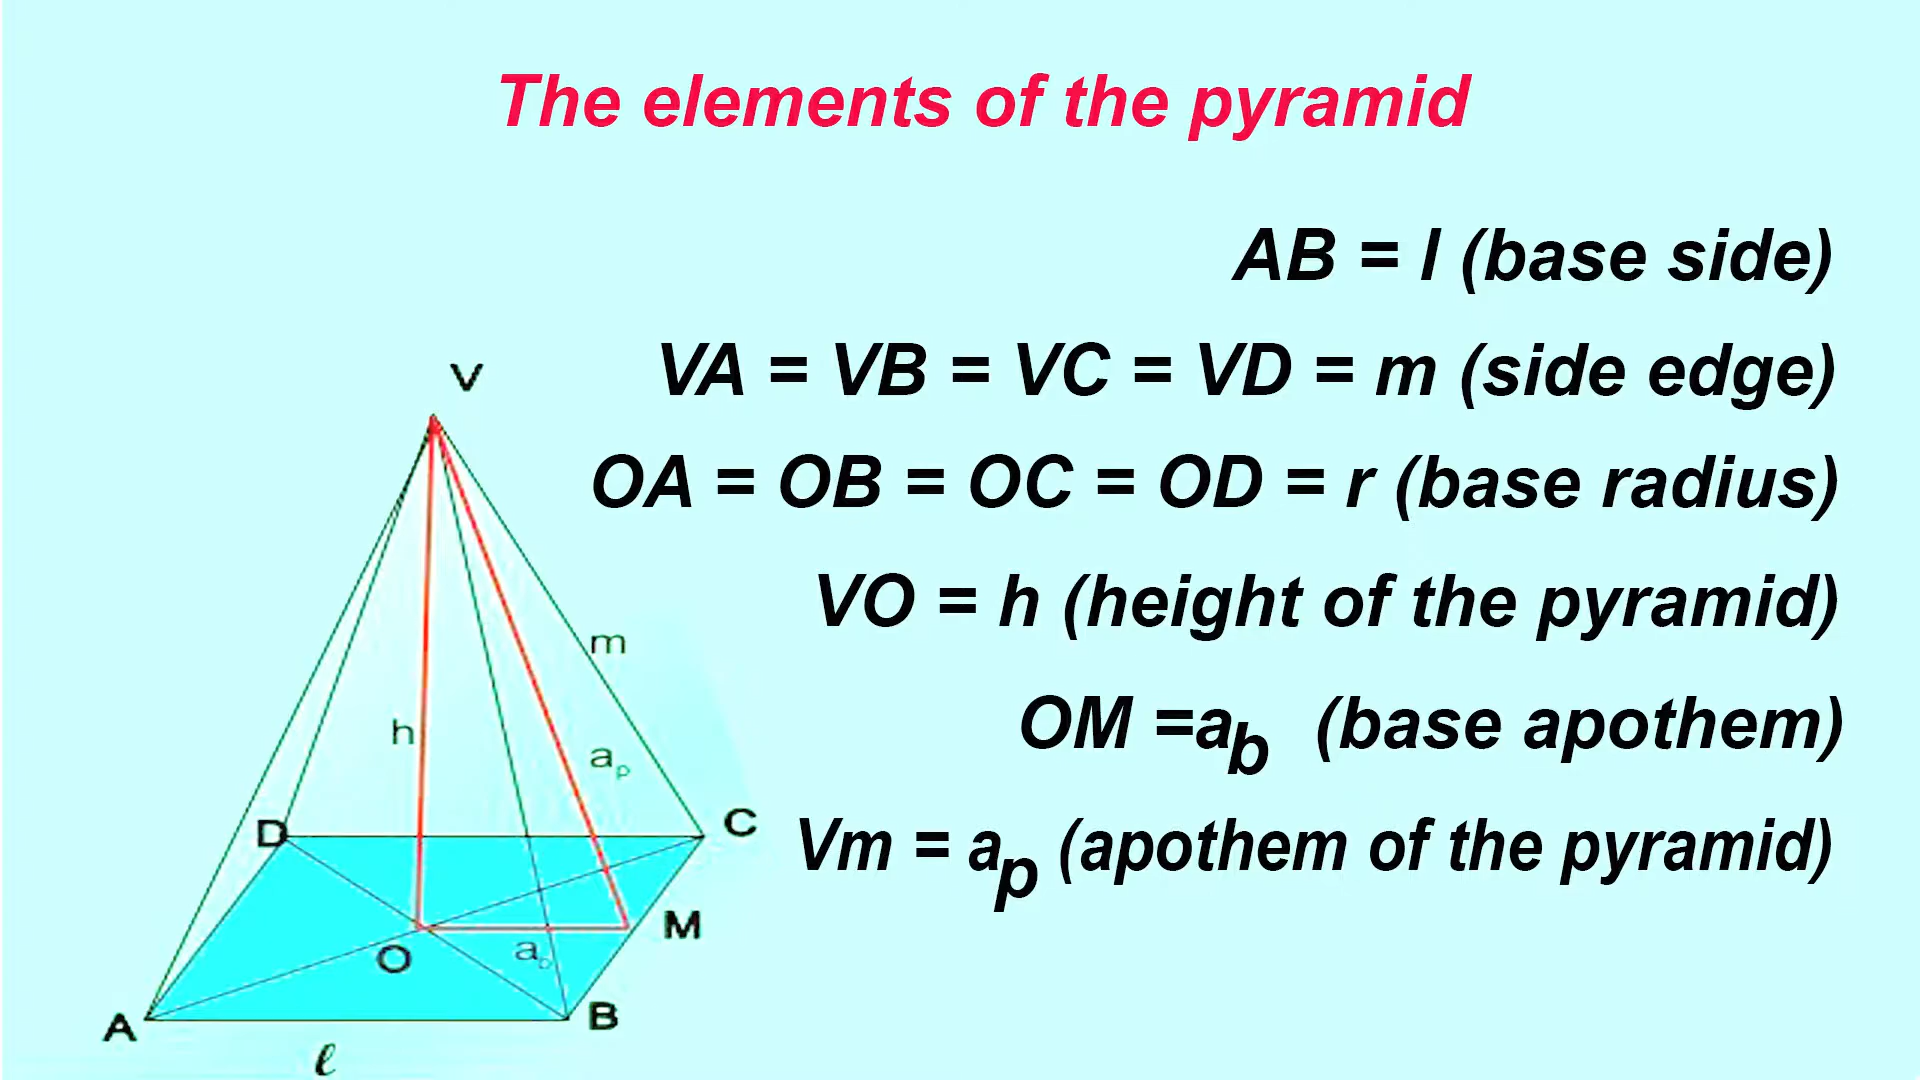 The elements of the pyramid
AB = l (base side)
VA = VB = VC = VD = m (side edge)
OA = OB = OC = OD = r (base radius)
VO = h (height of the pyramid)
OM =a_b (base apothem)
Vm = a_p (apothem of the pyramid)
V
m
h
a_p
D
C
M
O
a
A
B
ℓ